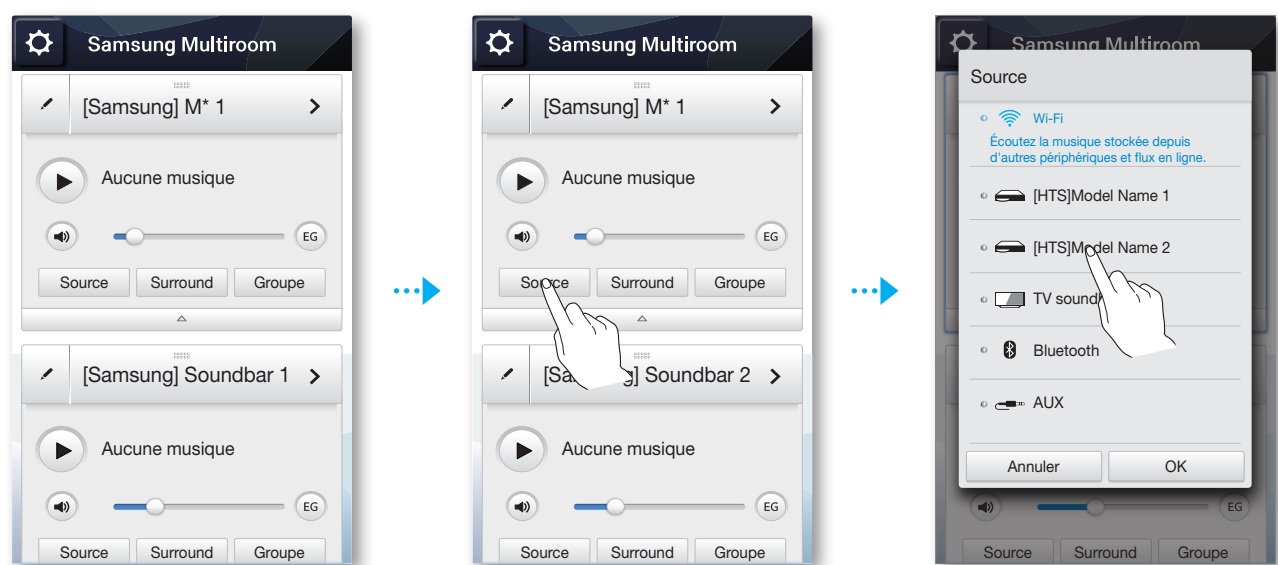 Samsung Multiroom
[Samsung] M* 1
Aucune musique
EG
Source Surround Groupe
[Samsung] Soundbar 1
Aucune musique
EG
Source Surround Groupe
Samsung Multiroom
[Samsung] M* 1
Aucune musique
EG
Source Surround Groupe
Soundbar 2
Aucune musique
EG
Source Surround Groupe
Samsung Multiroom
Source
Wi-Fi
Écoutez la musique stockée depuis
d'autres périphériques et flux en ligne.
[HTS]Model Name 1
[HTS]Model Name 2
TV
Bluetooth
AUX
Annuler OK
EG
Source Surround Groupe